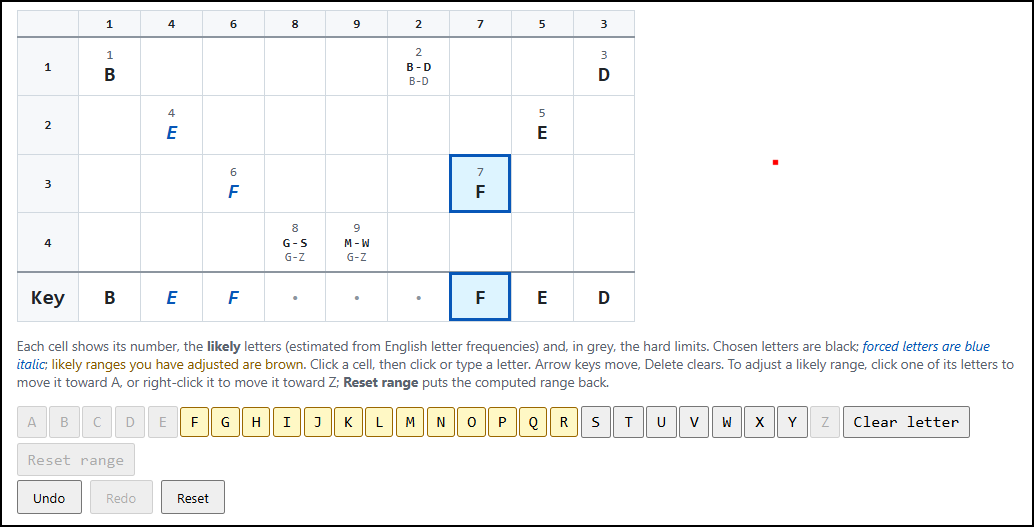 1 4 6 8 9 2 7 5 3
1 2 3
1 B B-D D
B-D
4 5
2 E E
6 7
3 F F
8 9
4 G-S M-W
G-Z G-Z
Key B E F • • • F E D
Each cell shows its number, the likely letters (estimated from English letter frequencies) and, in grey, the hard limits. Chosen letters are black; forced letters are blue
italic; likely ranges you have adjusted are brown. Click a cell, then click or type a letter. Arrow keys move, Delete clears. To adjust a likely range, click one of its letters to
move it toward A, or right-click it to move it toward Z; Reset range puts the computed range back.
A B C D E F G H I J K L M N O P Q R S T U V W X Y Z Clear letter
Reset range
Undo Redo Reset